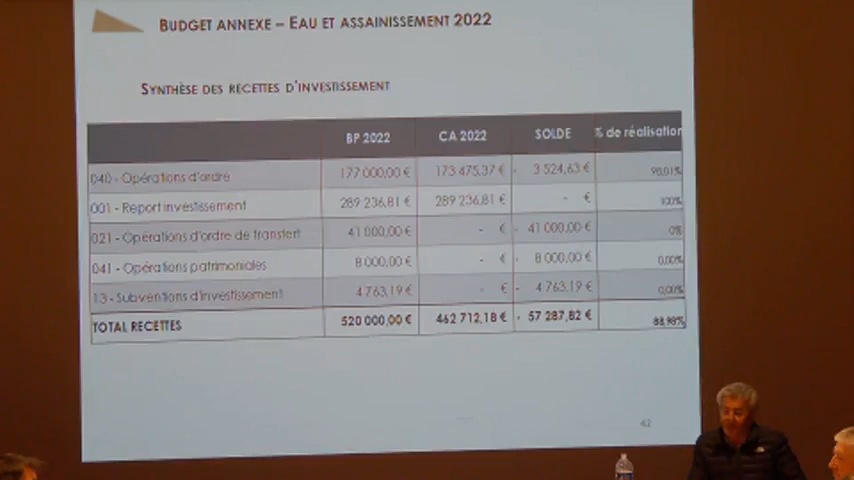 BUDGET ANNEXE – EAU ET ASSAINISSEMENT 2022
SYNTHÈSE DES RECETTES D'INVESTISSEMENT
BP 2022 CA 2022 SOLDE % de réalisation
040 - Opérations d'ordre 177 000,00 € 173 475,37 € - 3 524,63 € 98,01%
001 - Report investissement 289 236,81 € 289 236,81 € - € 100%
021 - Opérations d'ordre de transfert 41 000,00 € - € - 41 000,00 € 0%
041 - Opérations patrimoniales 8 000,00 € - € - 8 000,00 € 0,00%
13 - Subventions d'investissement 4 763,19 € - € - 4 763,19 € 0,00%
TOTAL RECETTES 520 000,00 € 462 712,18 € - 57 287,82 € 88,98%
42